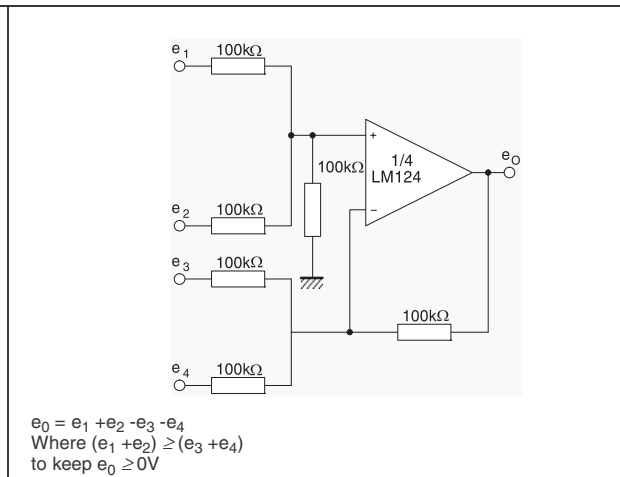 e1 100kΩ
+
100kΩ
1/4
LM124
eO
e2 100kΩ
−
e3 100kΩ
100kΩ
e4 100kΩ
e0 = e1 +e2 -e3 -e4
Where (e1 +e2) ≥ (e3 +e4)
to keep e0 ≥ 0V